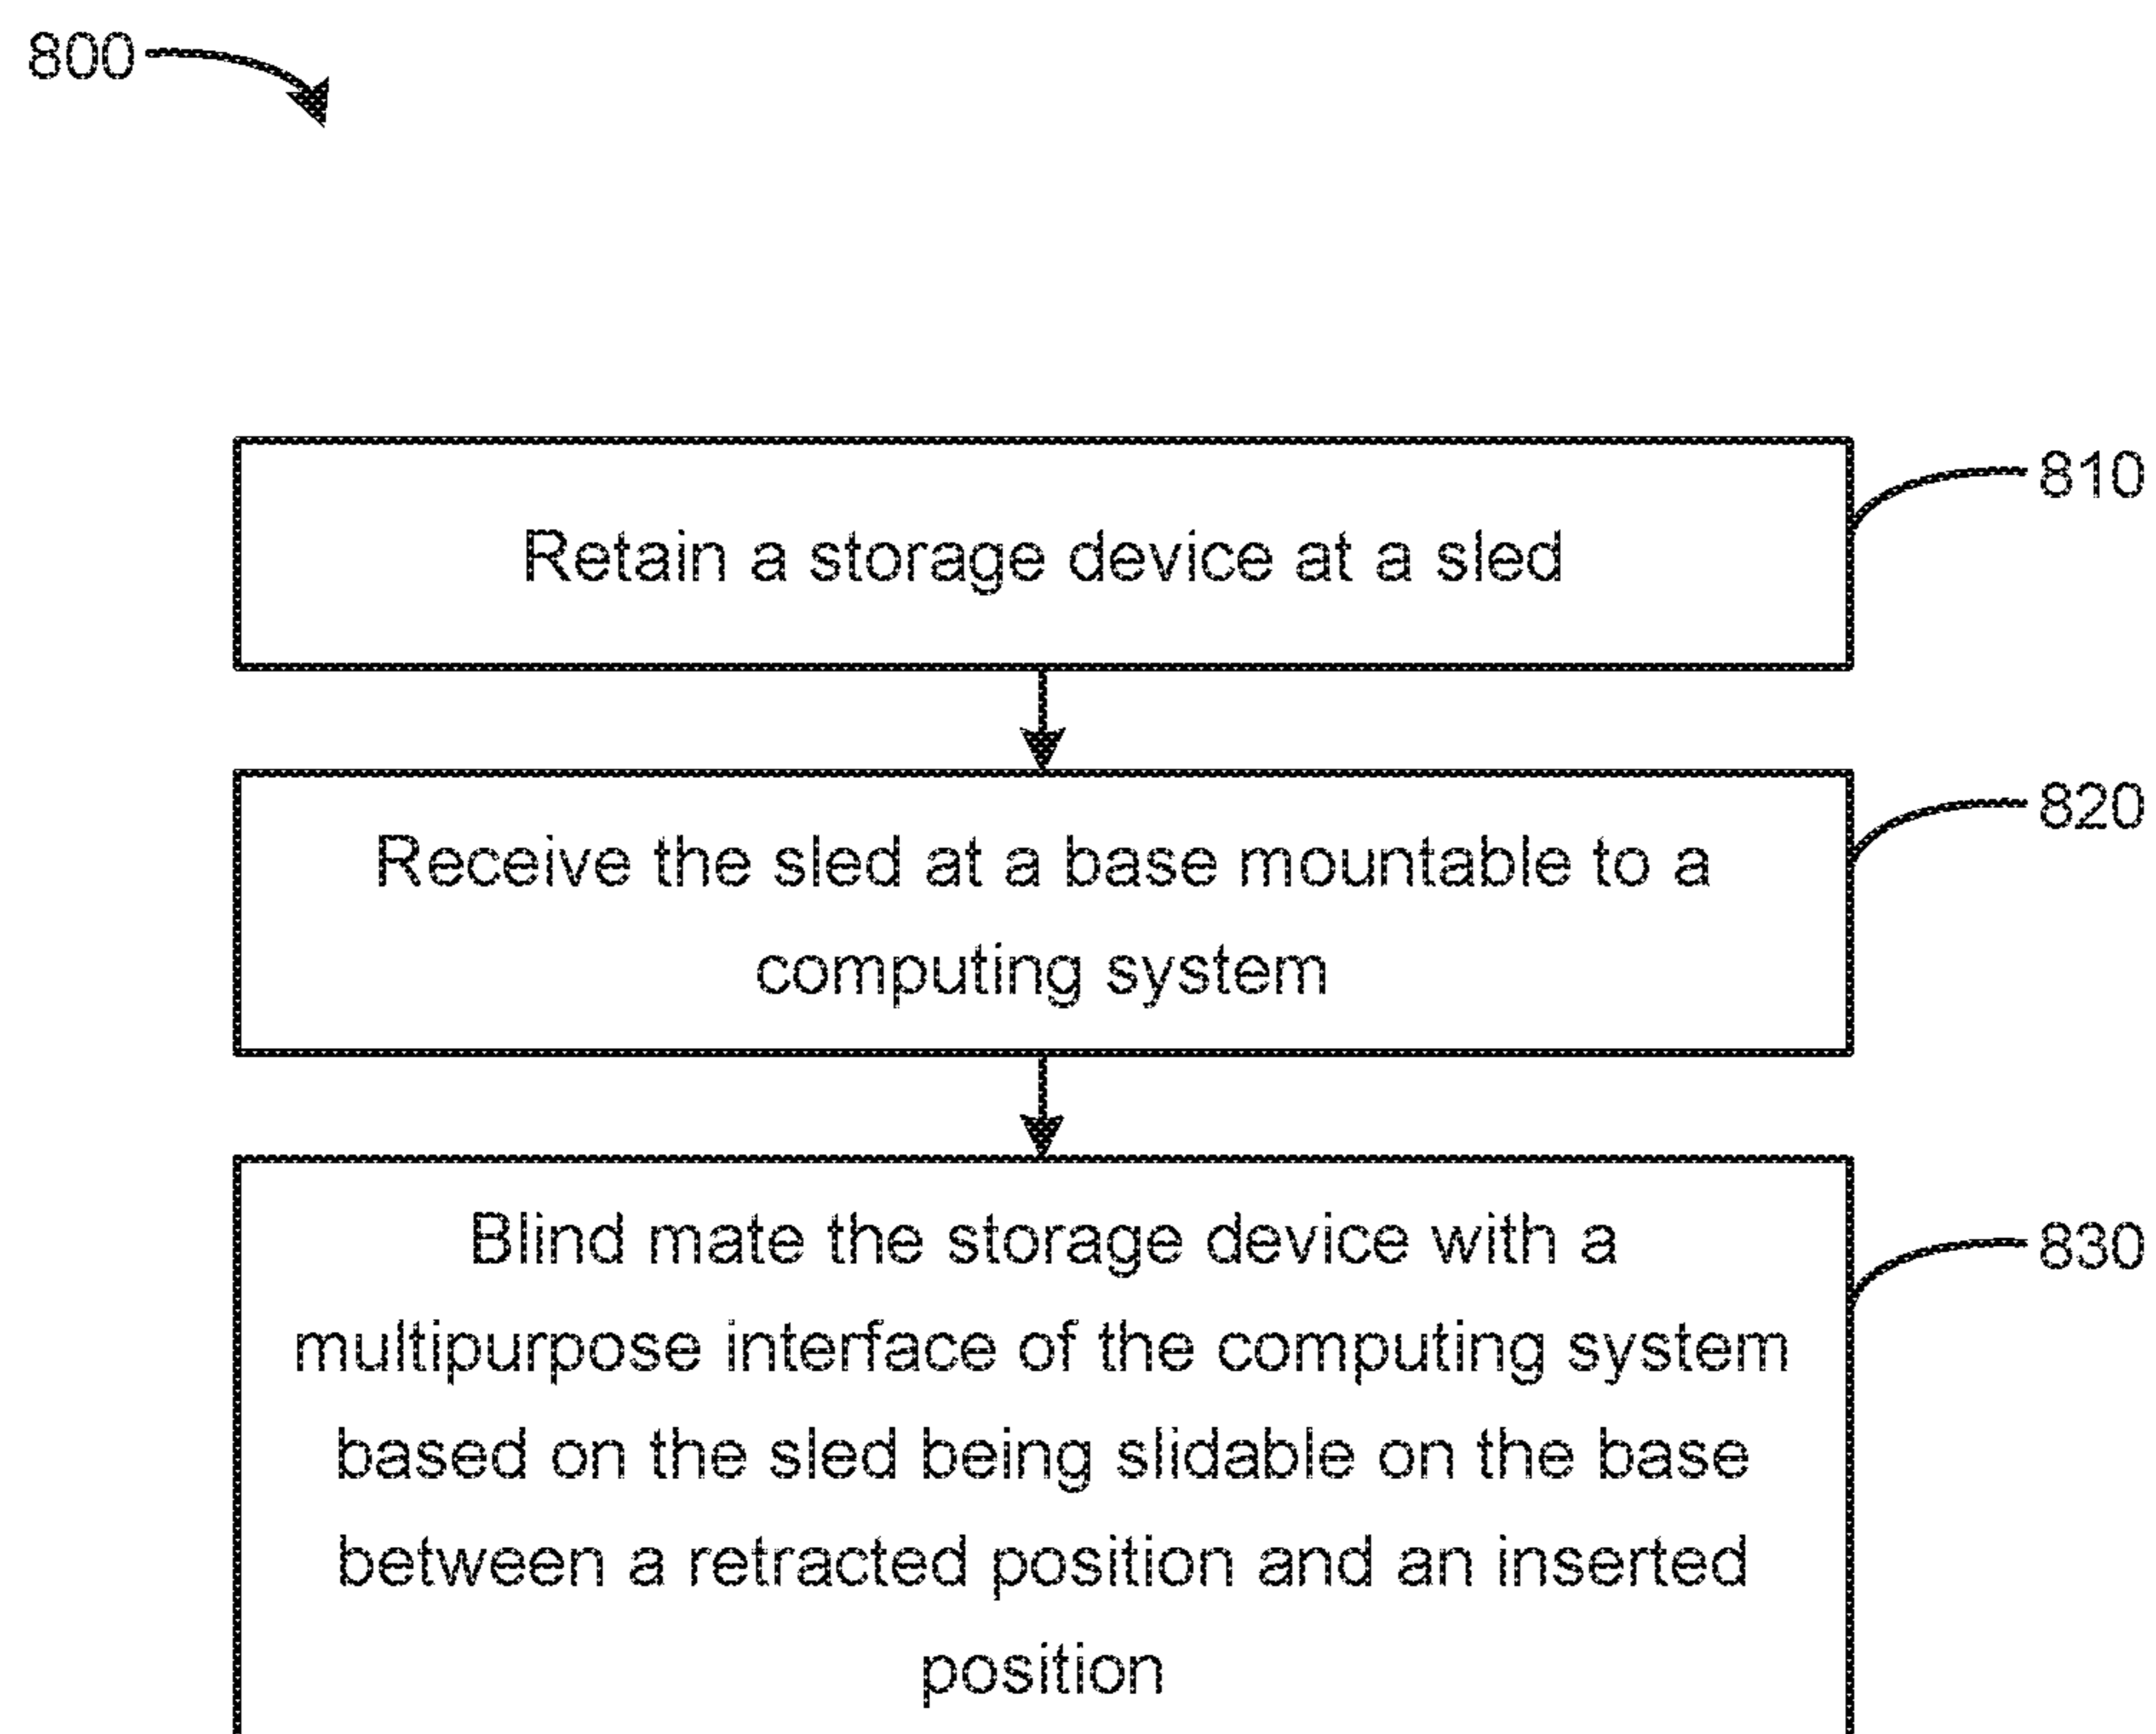 800
810
Retain a storage device at a sled
820
Receive the sled at a base mountable to a
computing system
Blind mate the storage device with a
830
multipurpose interface of the computing system
based on the sled being slidable on the base
between a retracted position and an inserted
position